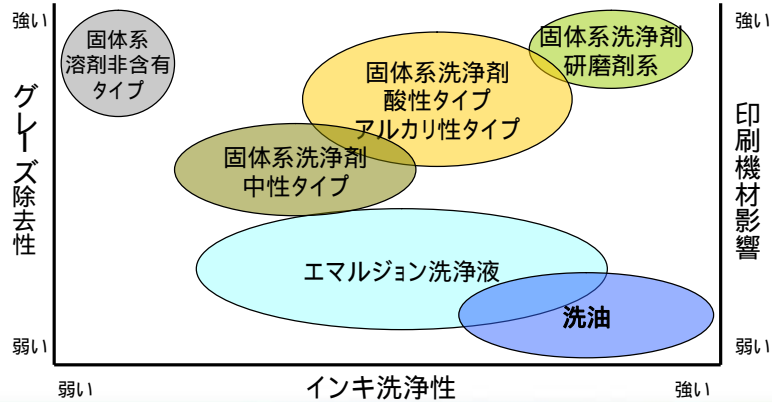 強い
強い
固体系
溶剤非含有
タイプ
固体系洗浄剤
研磨剤系
固体系洗浄剤
酸性タイプ
アルカリ性タイプ
固体系洗浄剤
中性タイプ
グレーズ除去性
印刷機材影響
エマルジョン洗浄液
洗油
弱い
弱い
弱い
インキ洗浄性
強い